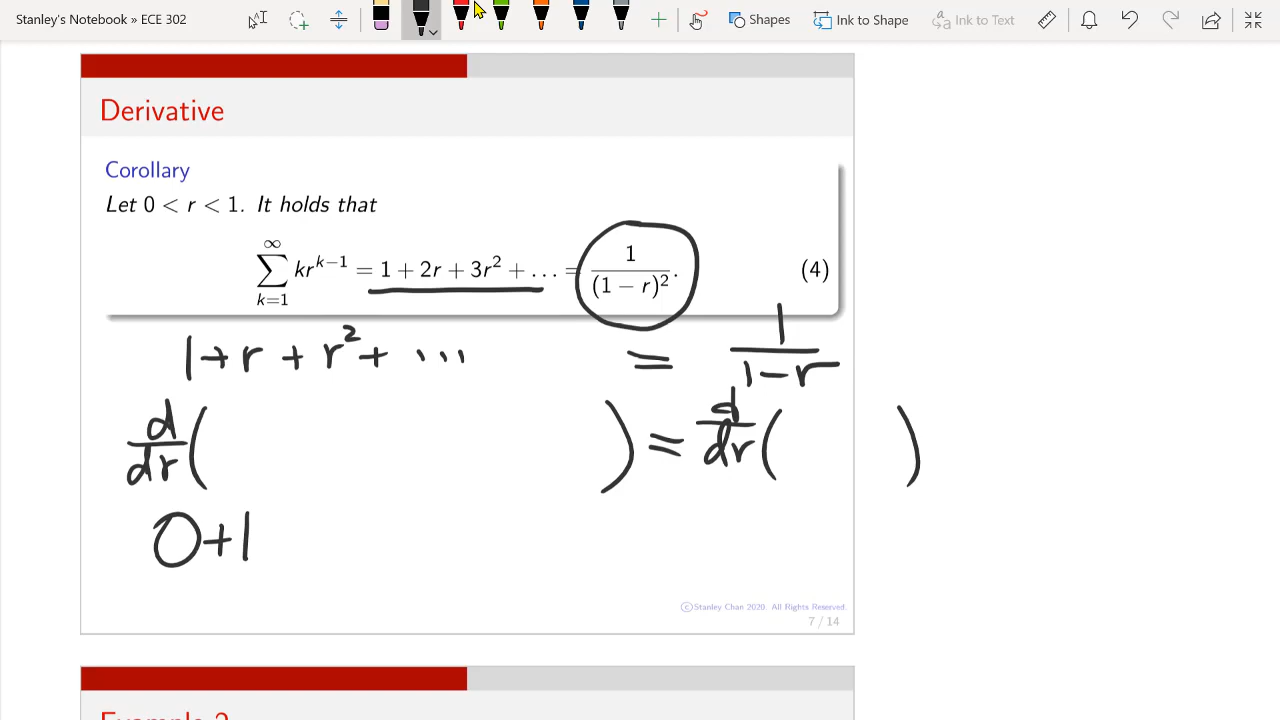 Stanley's Notebook » ECE 302
Shapes
Ink to Shape
Ink to Text
Derivative
Corollary
Let 0 < r < 1. It holds that
∑_{k=1}^{∞} kr^{k−1} = 1 + 2r + 3r² + … = 1/(1 − r)². (4)
1 + r + r² + ... = 1/(1−r)
d/dr ( ) = d/dr ( )
0+1
©Stanley Chan 2020. All Rights Reserved.
7 / 14
Example 2